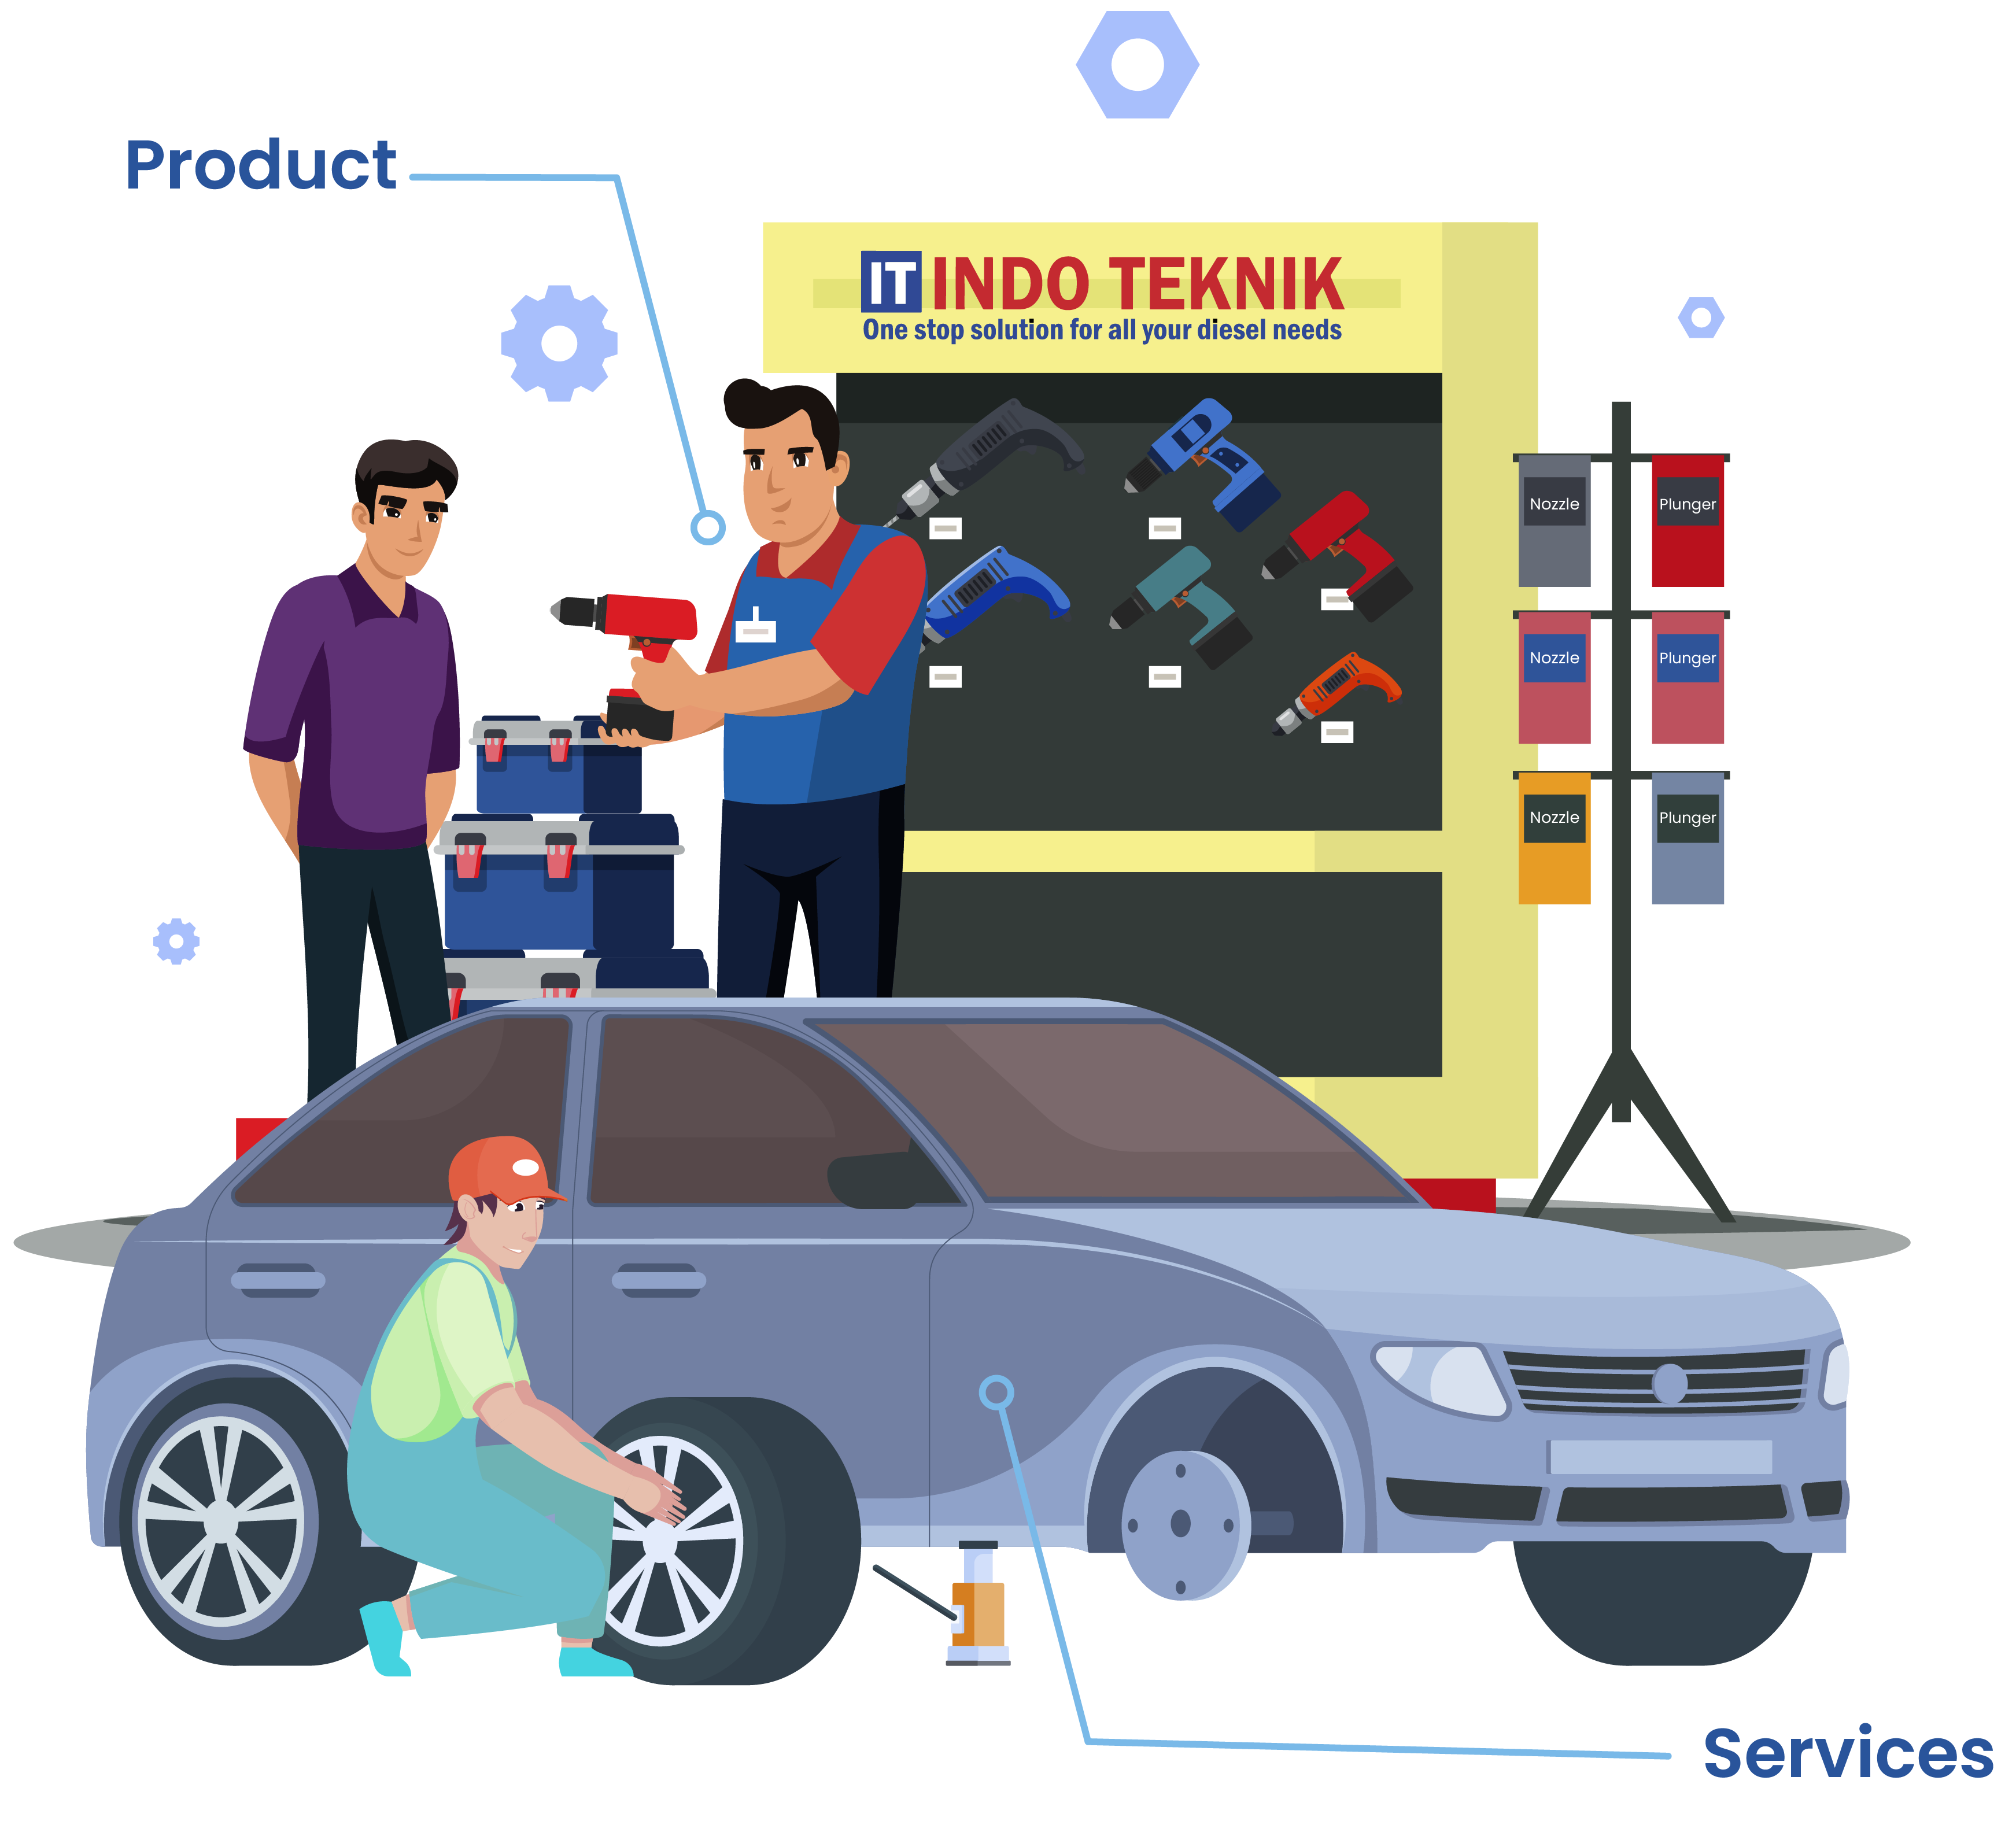 Product
IT INDO TEKNIK
One stop solution for all your diesel needs
Nozzle
Plunger
Nozzle
Plunger
Nozzle
Plunger
Services